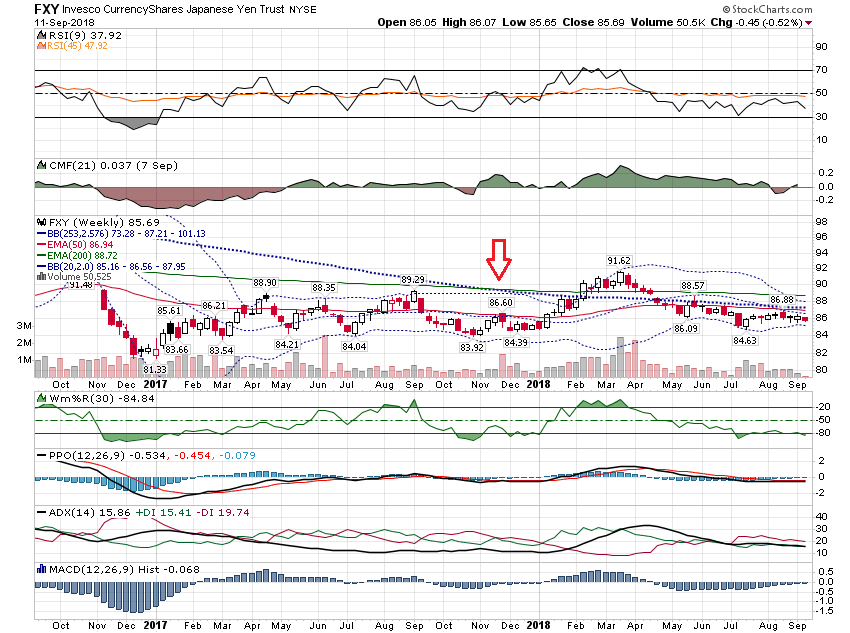 FXY Invesco CurrencyShares Japanese Yen Trust NYSE © StockCharts.com
11-Sep-2018 Open 86.05 High 86.07 Low 85.65 Close 85.69 Volume 50.5K Chg -0.45 (-0.52%)
RSI(9) 37.92
RSI(45) 47.92
90
70
50
30
10
CMF(21) 0.037 (7 Sep)
0.2
0.0
-0.2
FXY (Weekly) 85.69
BB(253,2.576) 73.28 - 87.21 - 101.13
EMA(50) 86.94
EMA(200) 88.72
BB(20,2.0) 85.16 - 86.56 - 87.95
Volume 50,525
98
96
94
92
90
88
86
84
82
80
3M
2M
1M
91.48
81.33
85.61
83.66
86.21
83.54
88.90
84.21
88.35
84.04
89.29
83.92
86.60
84.39
91.62
86.09
88.57
84.63
86.88
Oct Nov Dec 2017 Feb Mar Apr May Jun Jul Aug Sep Oct Nov Dec 2018 Feb Mar Apr May Jun Jul Aug Sep
Wm%R(30) -84.84
-20
-50
-80
PPO(12,26,9) -0.534, -0.454, -0.079
2
0
-2
ADX(14) 15.86 +DI 15.41 -DI 19.74
40
30
20
10
MACD(12,26,9) Hist -0.068
0.5
0.0
-0.5
-1.0
-1.5
Oct Nov Dec 2017 Feb Mar Apr May Jun Jul Aug Sep Oct Nov Dec 2018 Feb Mar Apr May Jun Jul Aug Sep